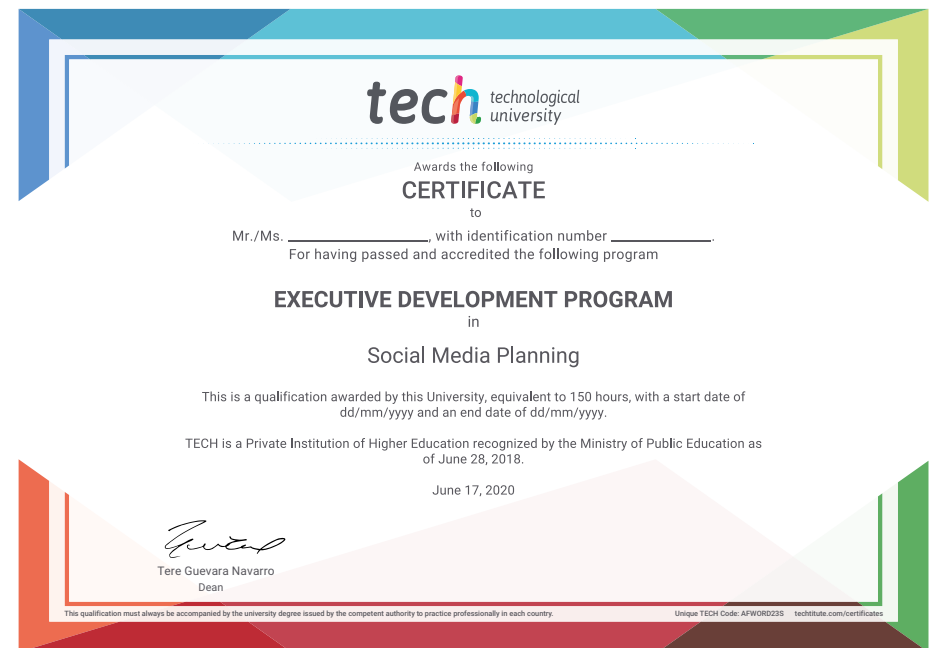 tech technological
university
Awards the following
CERTIFICATE
to
Mr./Ms. ____________, with identification number ____________.
For having passed and accredited the following program
EXECUTIVE DEVELOPMENT PROGRAM
in
Social Media Planning
This is a qualification awarded by this University, equivalent to 150 hours, with a start date of
dd/mm/yyyy and an end date of dd/mm/yyyy.
TECH is a Private Institution of Higher Education recognized by the Ministry of Public Education as
of June 28, 2018.
June 17, 2020
Tere Guevara Navarro
Dean
This qualification must always be accompanied by the university degree issued by the competent authority to practice professionally in each country.
Unique TECH Code: AFWORD23S techtitute.com/certificates